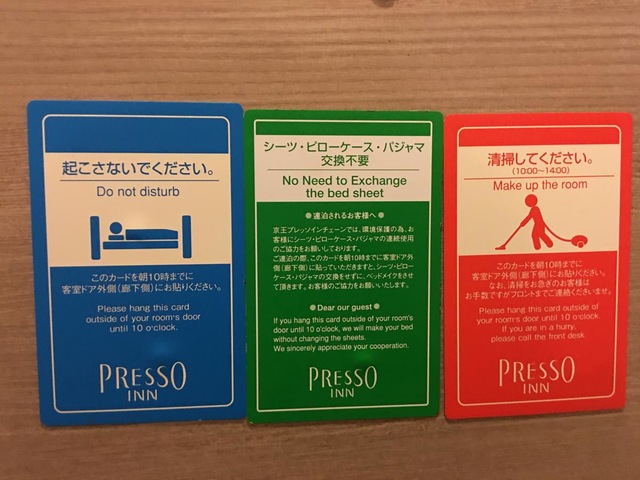 起こさないでください。
Do not disturb
このカードを朝10時までに
客室ドア外側(廊下側)にお貼りください。
Please hang this card
outside of your room's door
until 10 o'clock.
PRESSO
INN
シーツ・ピローケース・パジャマ
交換不要
No Need to Exchange
the bed sheet
●連泊されるお客様へ●
京王プレッソインチェーンでは、環境保護の為、お
客様にシーツ・ピローケース・パジャマの連続使用
のご協力をお願いしております。
ご連泊の際、このカードを朝10時までに客室ドア外
側(廊下側)に貼っていただきますと、シーツ・ピロー
ケース・パジャマの交換をせずに、ベッドメイクをさせ
て頂きます。お客様のご協力をお願いいたします。
●Dear our guest●
If you hang this card outside of your room's
door until 10 o'clock, we will make your bed
without changing the sheets.
We sincerely appreciate your cooperation.
PRESSO
INN
清掃してください。
(10:00〜14:00)
Make up the room
このカードを朝10時までに
客室ドア外側(廊下側)にお貼りください。
なお、清掃をお急ぎのお客様は
お手数ですがフロントまでご連絡くださいませ。
Please hang this card outside of
your room's door until 10 o'clock.
If you are in a hurry,
please call the front desk.
PRESSO
INN